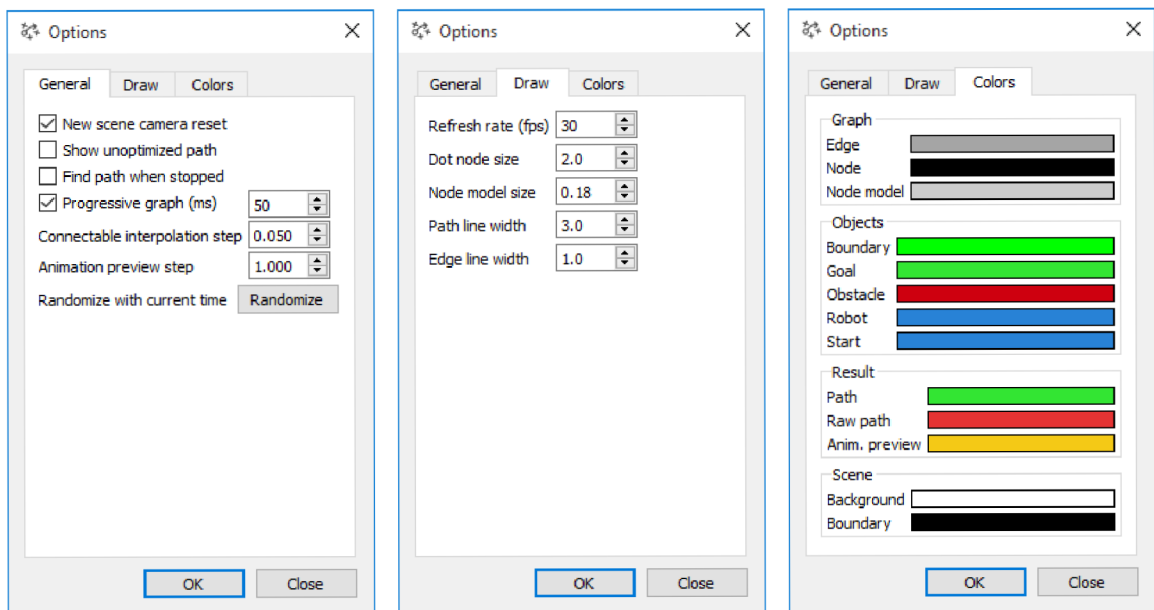 Options
General Draw Colors
New scene camera reset
Show unoptimized path
Find path when stopped
Progressive graph (ms) 50
Connectable interpolation step 0.050
Animation preview step 1.000
Randomize with current time Randomize
OK Close
Options
General Draw Colors
Refresh rate (fps) 30
Dot node size 2.0
Node model size 0.18
Path line width 3.0
Edge line width 1.0
OK Close
Options
General Draw Colors
Graph
Edge
Node
Node model
Objects
Boundary
Goal
Obstacle
Robot
Start
Result
Path
Raw path
Anim. preview
Scene
Background
Boundary
OK Close